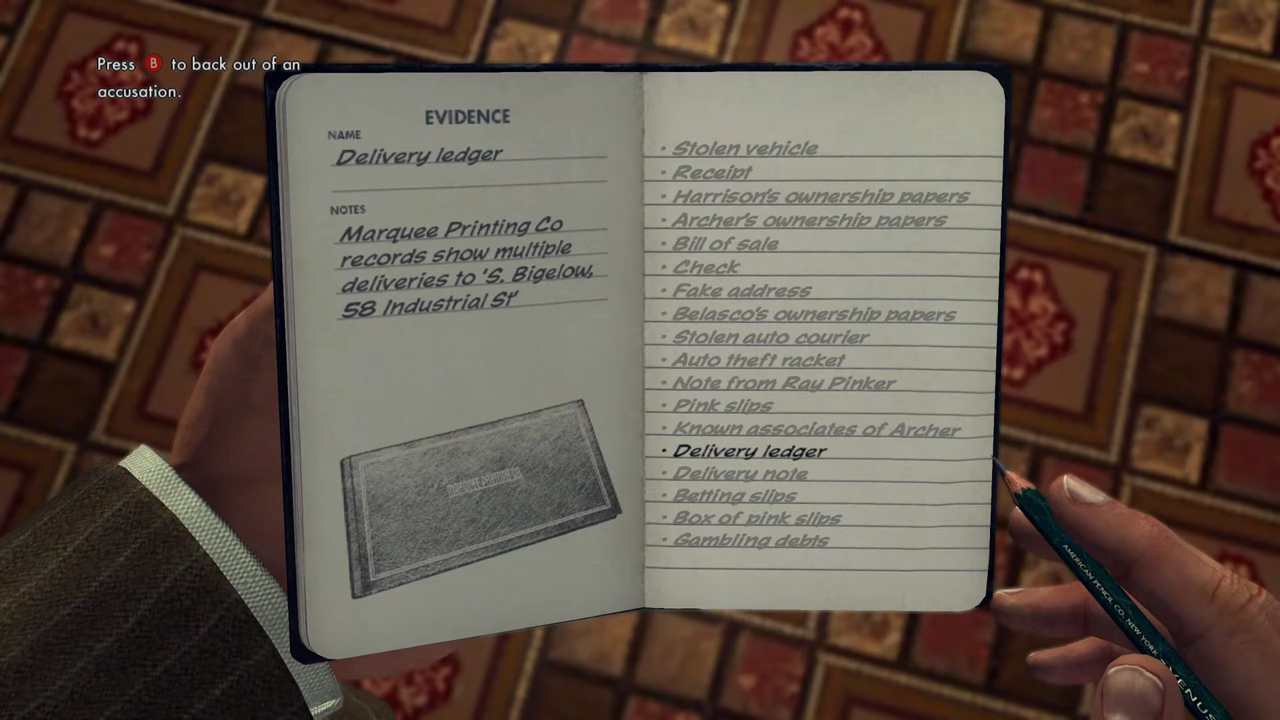 Press B to back out of an
accusation.
EVIDENCE
NAME
Delivery ledger
NOTES
Marquee Printing Co
records show multiple
deliveries to 'S. Bigelow,
58 Industrial St'
• Stolen vehicle
• Receipt
• Harrison's ownership papers
• Archer's ownership papers
• Bill of sale
• Check
• Fake address
• Belasco's ownership papers
• Stolen auto courier
• Auto theft racket
• Note from Ray Pinker
• Pink slips
• Known associates of Archer
• Delivery ledger
• Delivery note
• Betting slips
• Box of pink slips
• Gambling debts
AMERICAN PENCIL CO. NEW YORK
VENUS